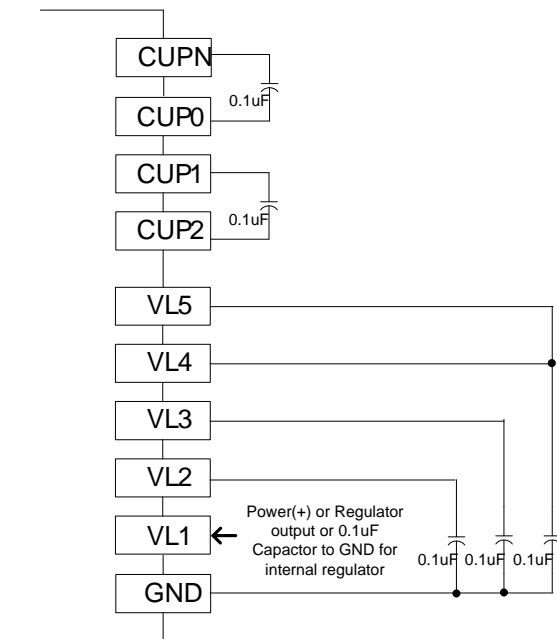 CUPN
0.1uF
CUP0
CUP1
0.1uF
CUP2
VL5
VL4
VL3
VL2
VL1
Power(+) or Regulator
output or 0.1uF
Capactor to GND for
internal regulator
0.1uF 0.1uF 0.1uF
GND